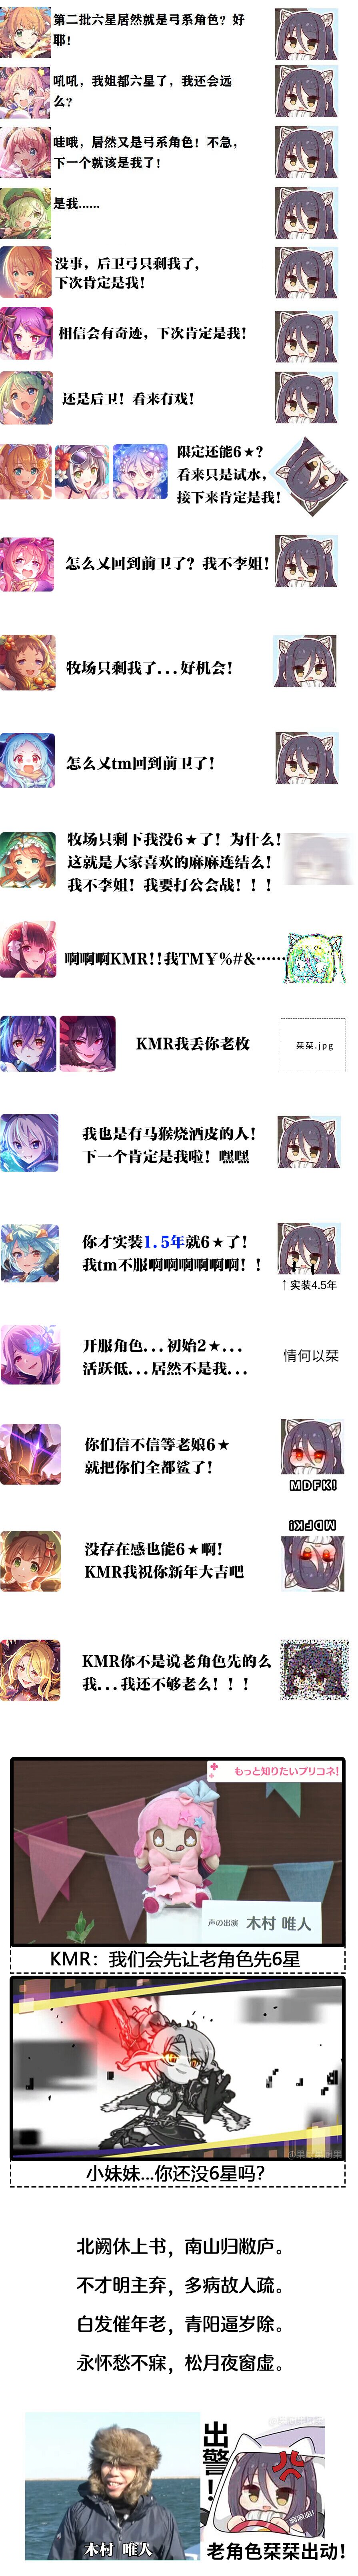 第二批六星居然就是弓系角色？好
耶！
吼吼，我姐都六星了，我还会远
么？
哇哦，居然又是弓系角色！不急，
下一个就该是我了！
是我……
没事，后卫弓只剩我了，
下次肯定是我！
相信会有奇迹，下次肯定是我！
还是后卫！看来有戏！
限定还能6★？
看来只是试水，
接下来肯定是我！
怎么又回到前卫了？我不李姐！
牧场只剩我了...好机会！
怎么又tm回到前卫了！
牧场只剩下我没6★了！为什么！
这就是大家喜欢的麻麻连结么！
我不李姐！我要打公会战！！！
啊啊啊KMR!!我TMY%#&……
KMR我丢你老枚
栞栞.jpg
我也是有马猴烧酒皮的人！
下一个肯定是我啦！嘿嘿
你才实装1.5年就6★了！
我tm不服啊啊啊啊啊啊！！
↑实装4.5年
开服角色...初始2★...
活跃低...居然不是我...
情何以栞
你们信不信等老娘6★
就把你们全都鲨了！
MDFK!
MDFK!
没存在感也能6★啊！
KMR我祝你新年大吉吧
KMR你不是说老角色先的么
我...我还不够老么！！！
もっと知りたいプリコネ！
声の出演 木村 唯人
KMR：我们会先让老角色先6星
小妹妹...你还没6星吗？
北阙休上书，南山归敝庐。
不才明主弃，多病故人疏。
白发催年老，青阳逼岁除。
永怀愁不寐，松月夜窗虚。
出警！
木村 唯人
老角色栞栞出动！